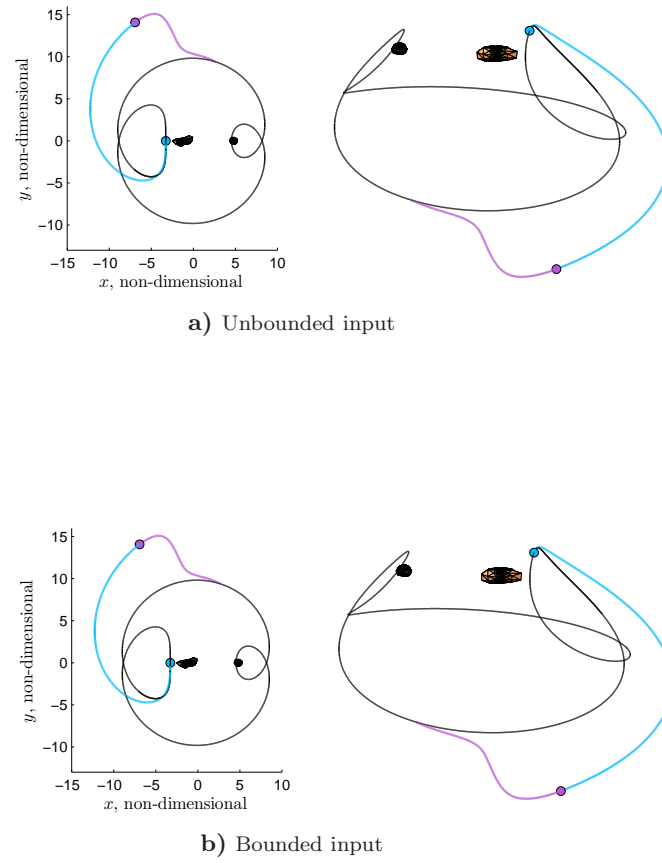 15
10
5
0
−5
−10
y, non-dimensional
−15 −10 −5 0 5 10
x, non-dimensional
a) Unbounded input
15
10
5
0
−5
−10
y, non-dimensional
−15 −10 −5 0 5 10
x, non-dimensional
b) Bounded input